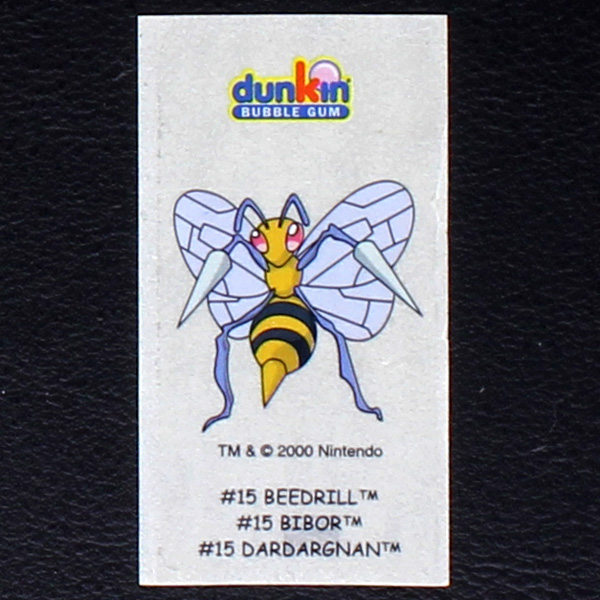 dunkin
BUBBLE GUM
TM & © 2000 Nintendo
#15 BEEDRILL™
#15 BIBOR™
#15 DARDARGNAN™